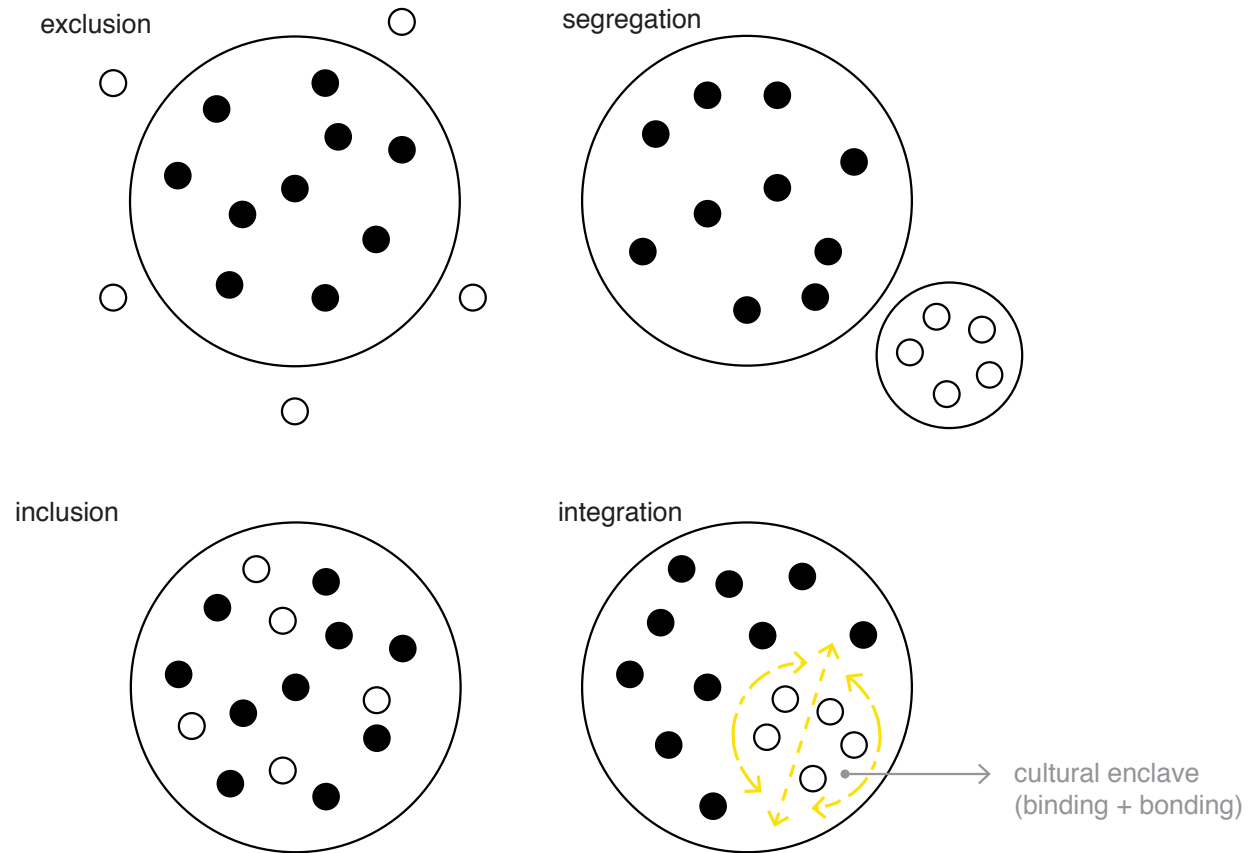 exclusion
segregation
inclusion
integration
cultural enclave
(binding + bonding)